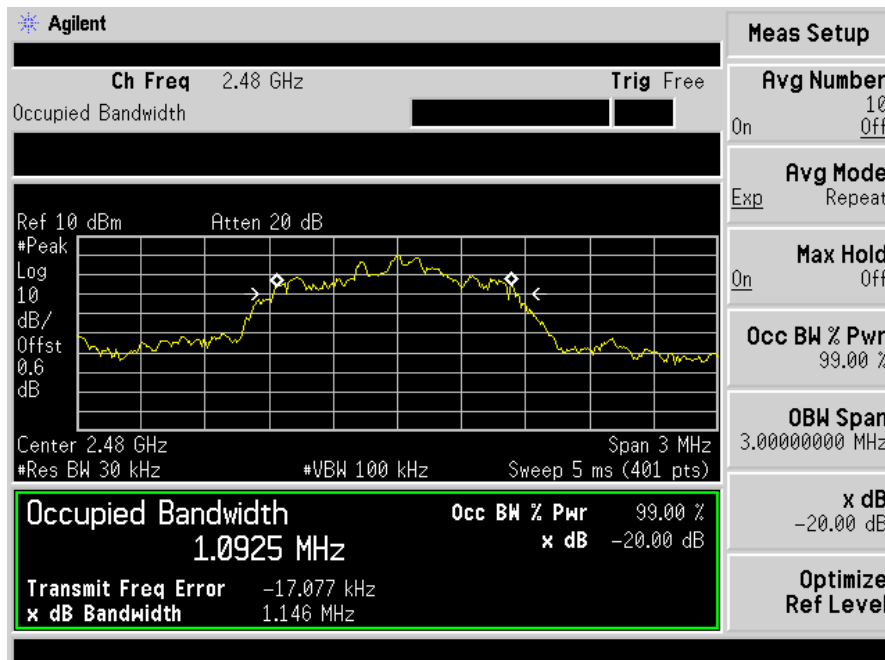 Agilent
Meas Setup
Ch Freq 2.48 GHz Trig Free
Occupied Bandwidth
Avg Number
10
On Off
Avg Mode
Exp Repeat
Max Hold
On Off
Occ BW % Pwr
99.00 %
OBW Span
3.00000000 MHz
x dB
-20.00 dB
Optimize
Ref Level
Ref 10 dBm Atten 20 dB
#Peak
Log
10
dB/
Offst
0.6
dB
Center 2.48 GHz Span 3 MHz
#Res BW 30 kHz #VBW 100 kHz Sweep 5 ms (401 pts)
Occupied Bandwidth
1.0925 MHz
Occ BW % Pwr 99.00 %
x dB -20.00 dB
Transmit Freq Error -17.077 kHz
x dB Bandwidth 1.146 MHz